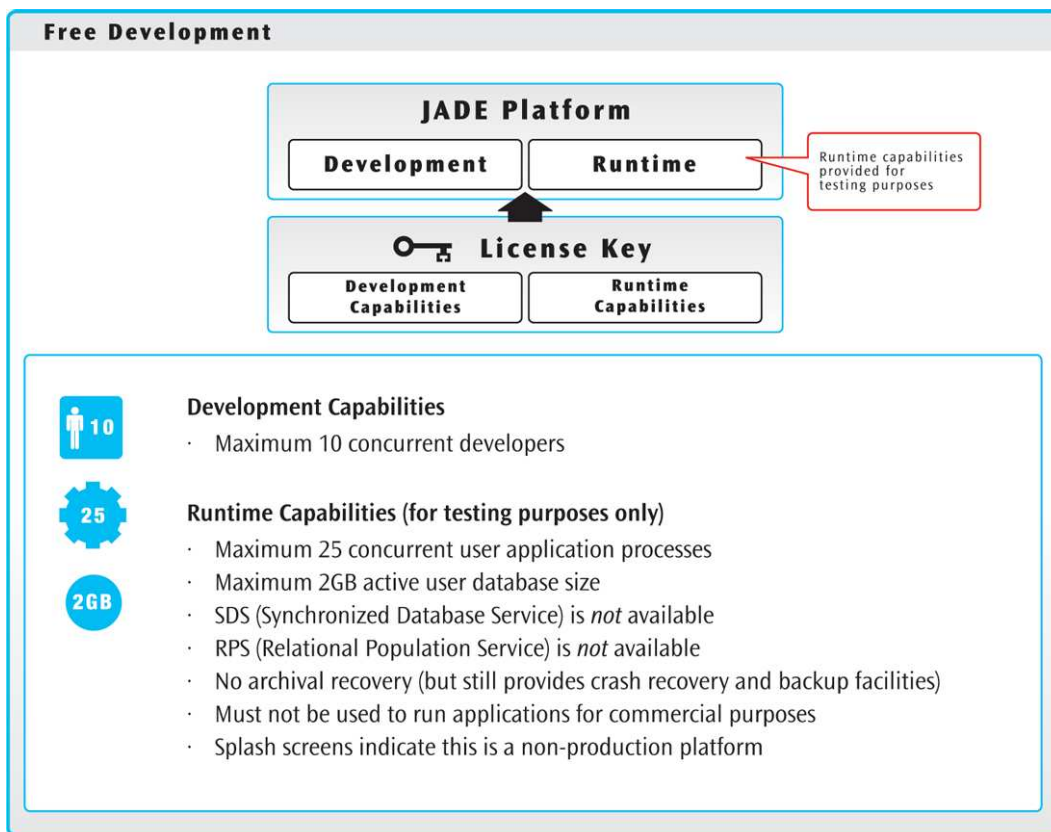 Free Development
JADE Platform
Development
Runtime
Runtime capabilities
provided for
testing purposes
License Key
Development
Capabilities
Runtime
Capabilities
10
Development Capabilities
· Maximum 10 concurrent developers
25
Runtime Capabilities (for testing purposes only)
· Maximum 25 concurrent user application processes
· Maximum 2GB active user database size
2GB
· SDS (Synchronized Database Service) is not available
· RPS (Relational Population Service) is not available
· No archival recovery (but still provides crash recovery and backup facilities)
· Must not be used to run applications for commercial purposes
· Splash screens indicate this is a non-production platform